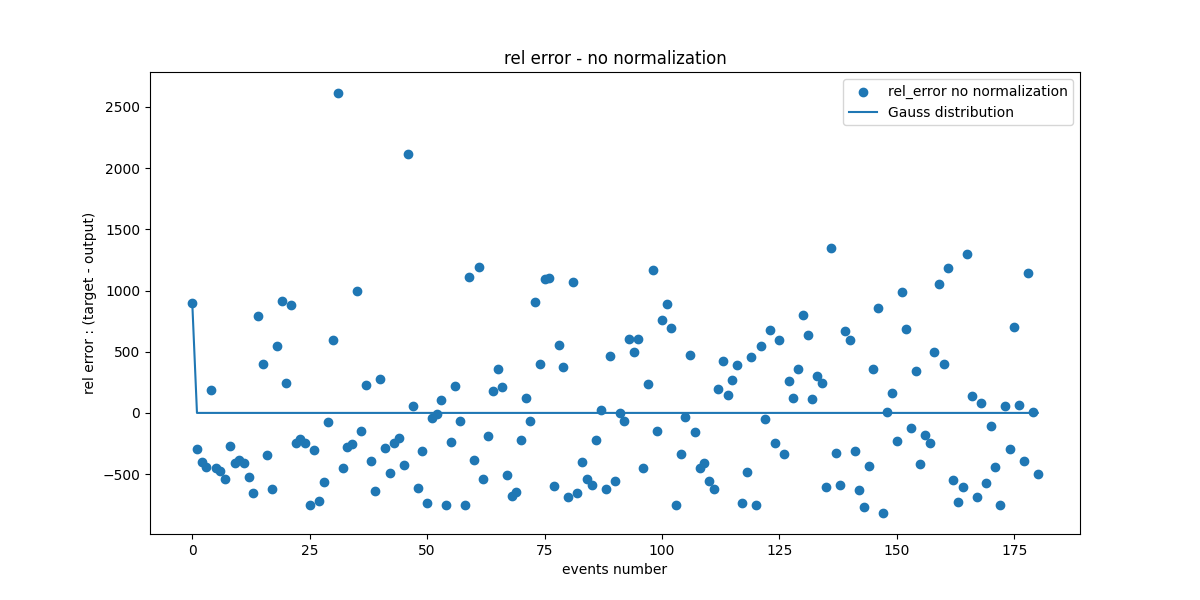 rel error - no normalization
rel_error no normalization
Gauss distribution
2500
2000
1500
1000
500
0
−500
rel error : (target - output)
0 25 50 75 100 125 150 175
events number